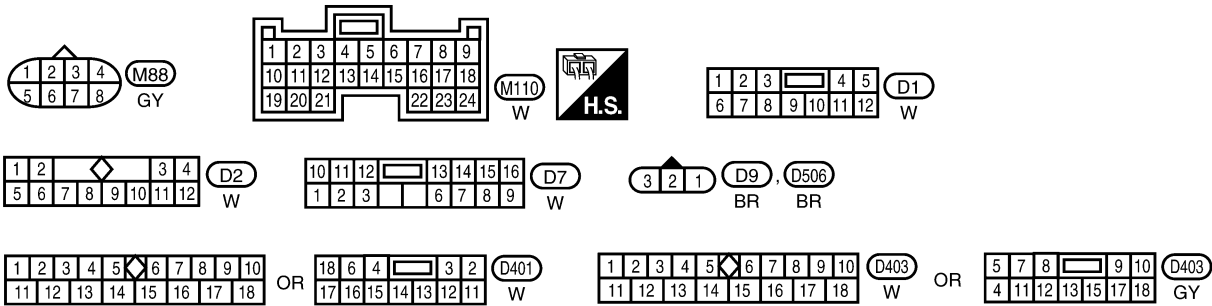 1 2 3 4 5 6 7 8 9
1 2 3 4 M88 10 11 12 13 14 15 16 17 18 1 2 3 4 5 D1
5 6 7 8 GY 19 20 21 22 23 24 M110 W H.S. 6 7 8 9 10 11 12 W
1 2 3 4 D2 10 11 12 13 14 15 16 D7 3 2 1 D9 , D506
5 6 7 8 9 10 11 12 W 1 2 3 6 7 8 9 W BR BR
1 2 3 4 5 6 7 8 9 10 OR 18 6 4 3 2 D401 1 2 3 4 5 6 7 8 9 10 D403 OR 5 7 8 9 10 D403
11 12 13 14 15 16 17 18 17 16 15 14 13 12 11 W 11 12 13 14 15 16 17 18 W 4 11 12 13 15 17 18 GY